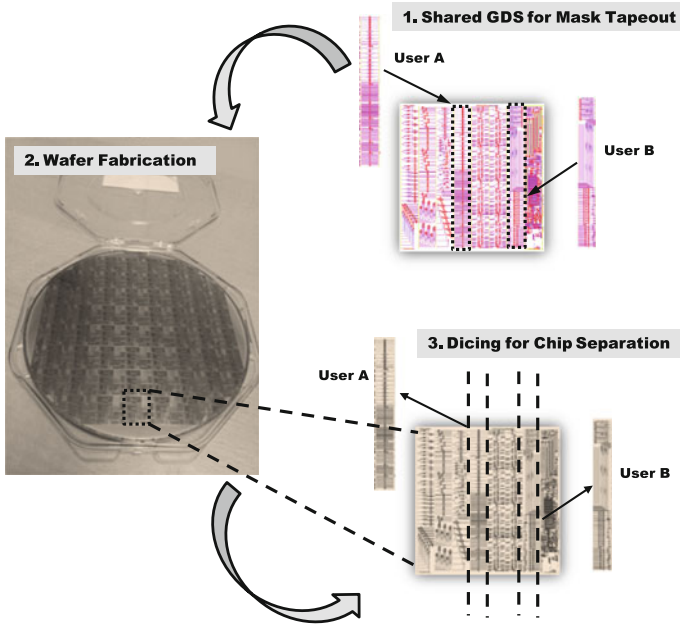 1. Shared GDS for Mask Tapeout
User A
User B
2. Wafer Fabrication
3. Dicing for Chip Separation
User A
User B